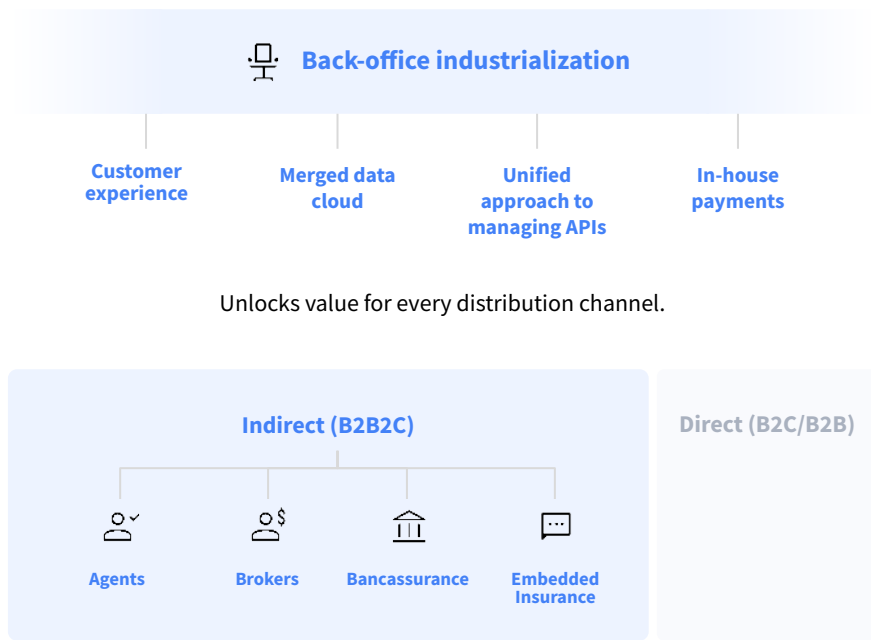 Back-office industrialization
Customer
experience
Merged data
cloud
Unified
approach to
managing APIs
In-house
payments
Unlocks value for every distribution channel.
Indirect (B2B2C)
Direct (B2C/B2B)
Agents
Brokers
Bancassurance
Embedded
Insurance